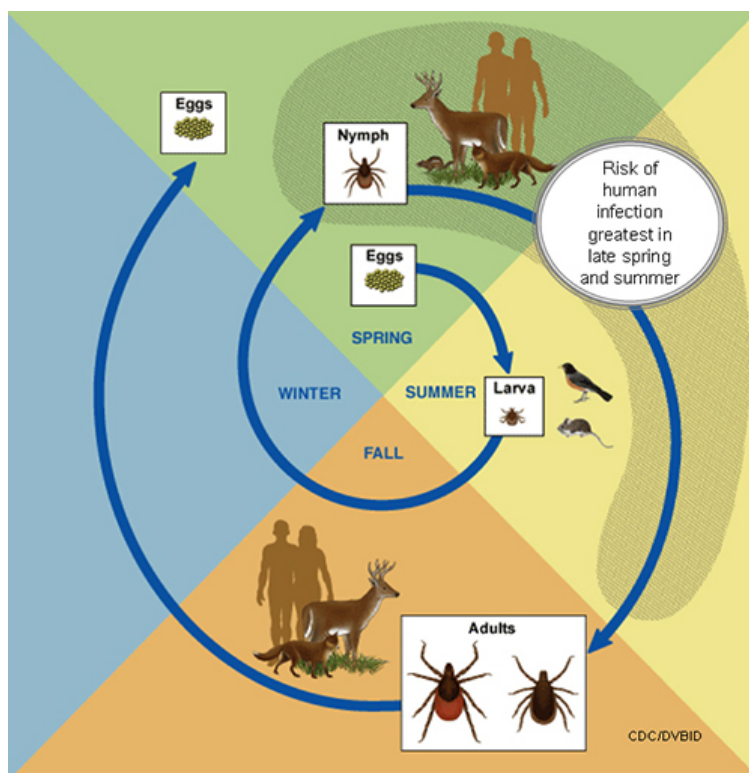 Eggs
Nymph
Risk of
human
infection
greatest in
late spring
and summer
Eggs
SPRING
WINTER
SUMMER
Larva
FALL
Adults
CDC/DVBID